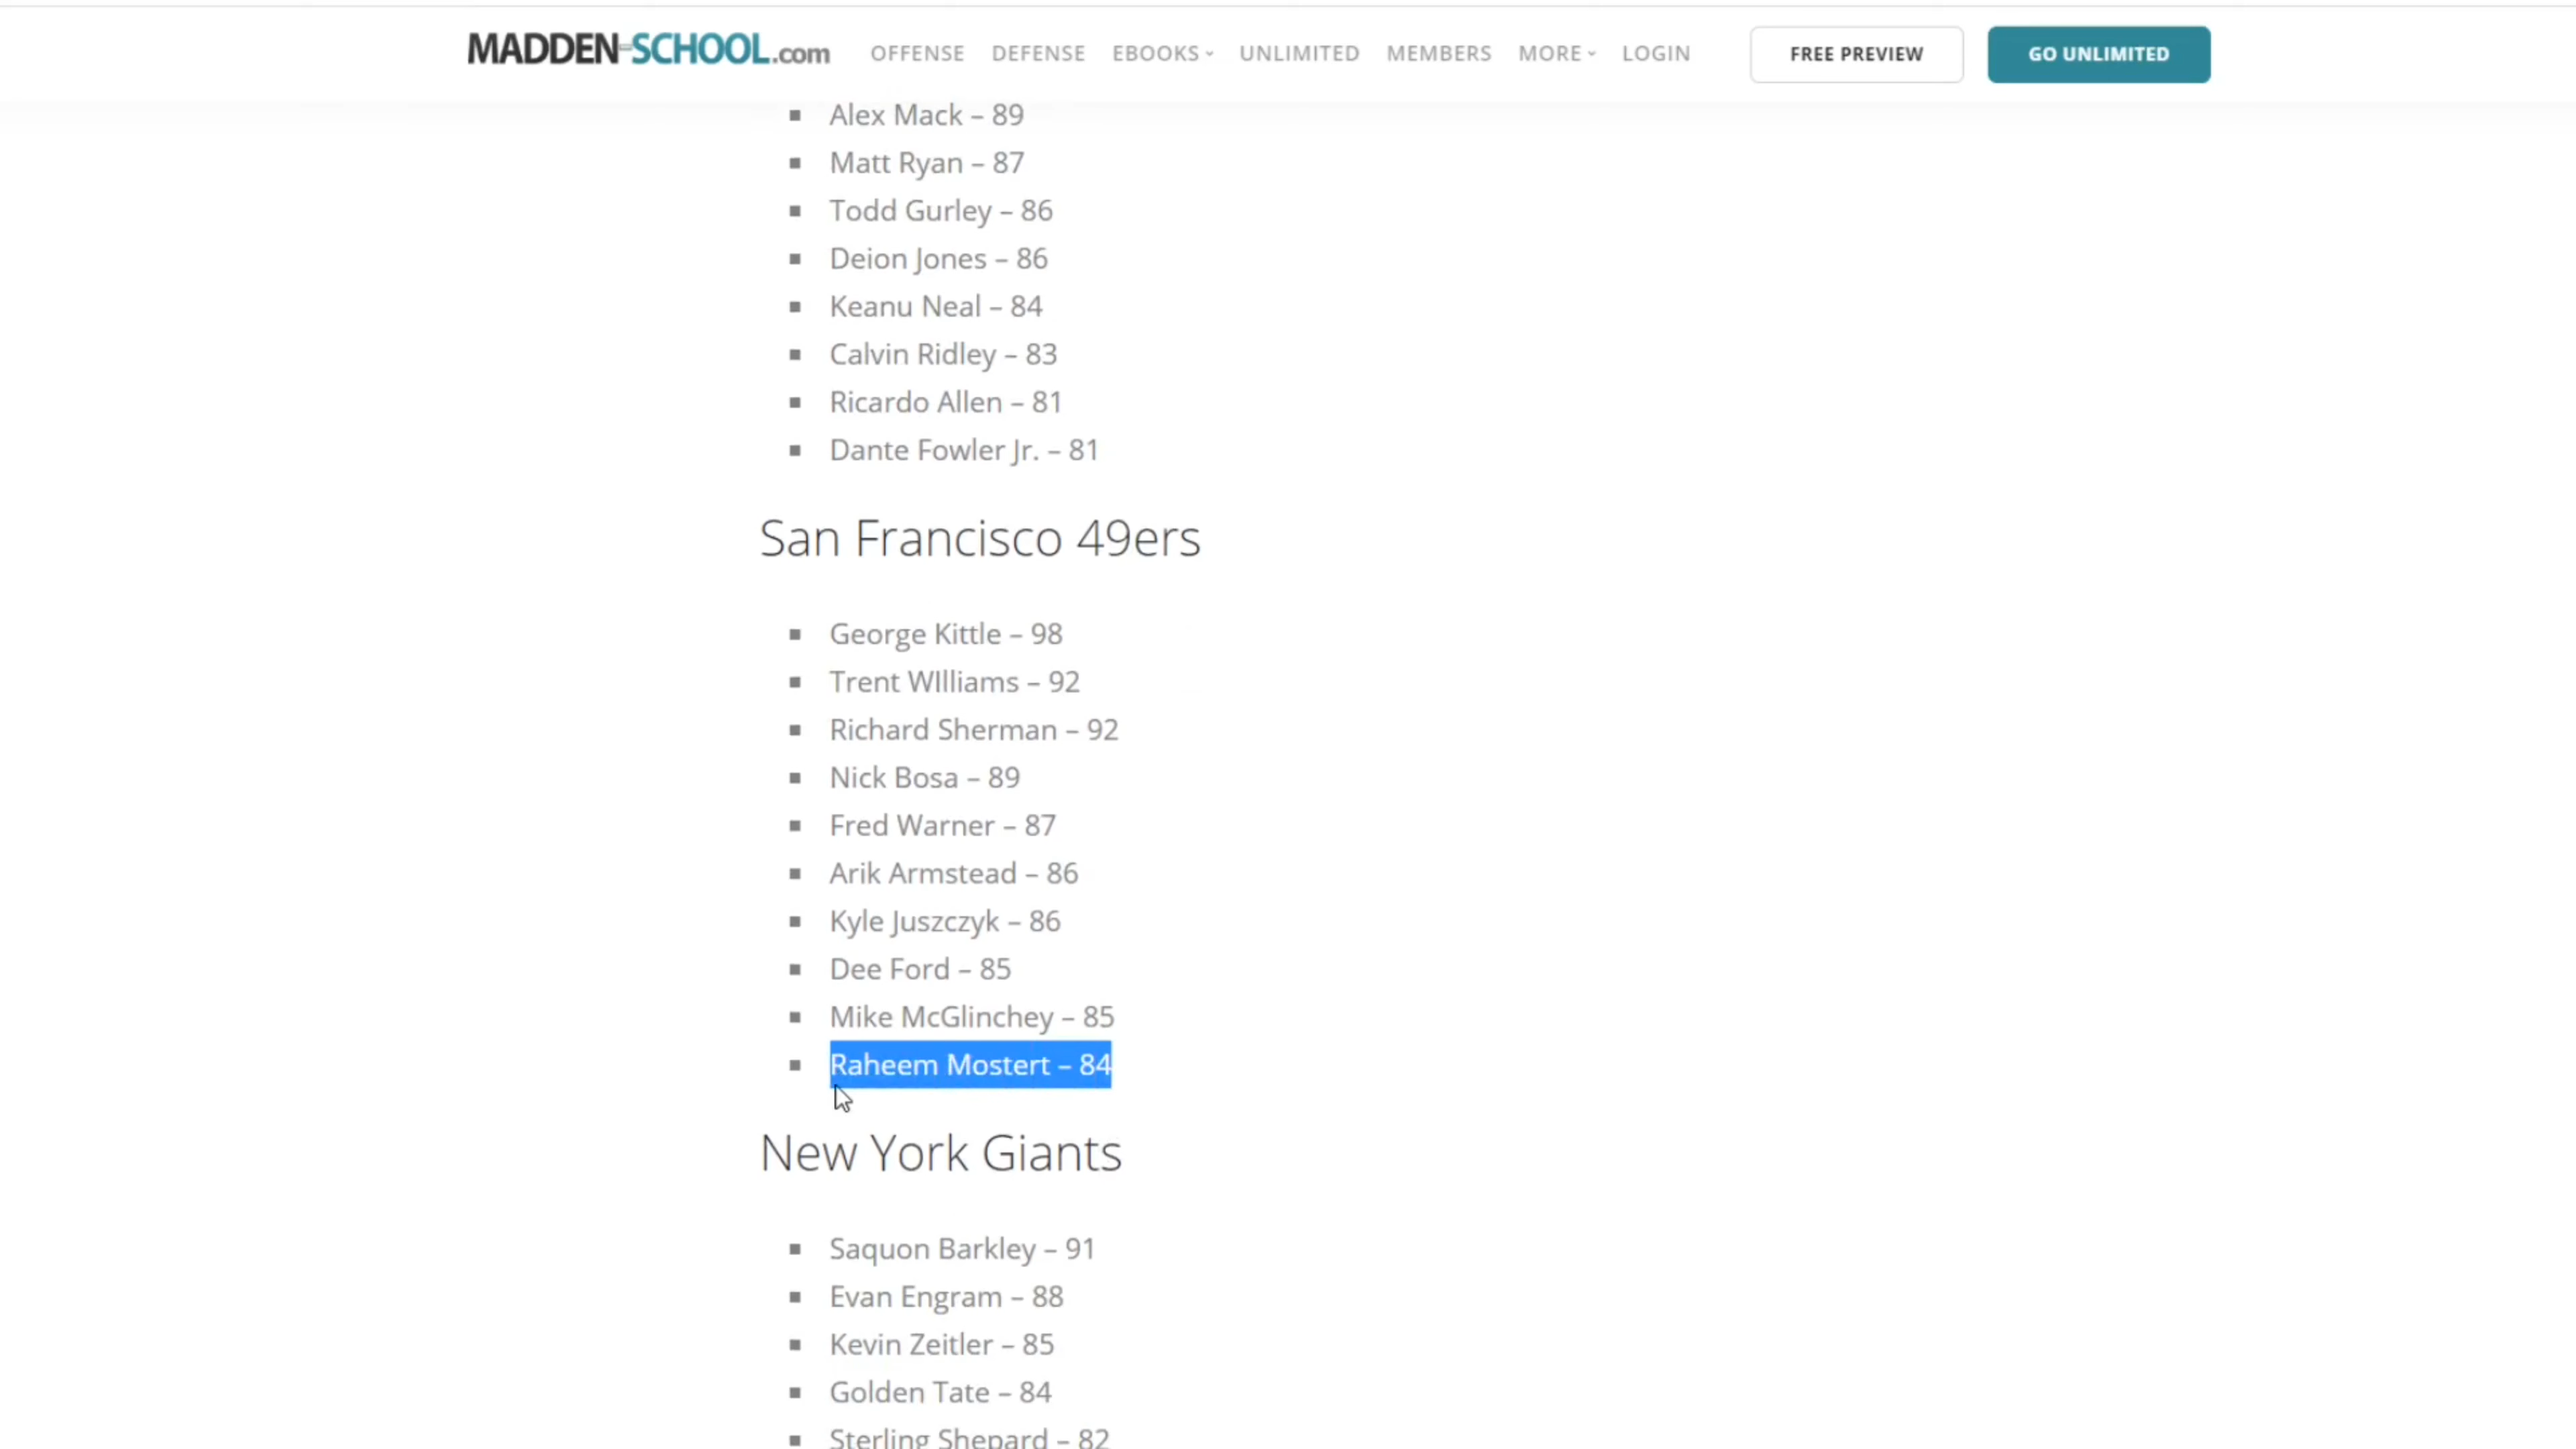 MADDEN-SCHOOL.com OFFENSE DEFENSE EBOOKS UNLIMITED MEMBERS MORE LOGIN FREE PREVIEW GO UNLIMITED
Alex Mack – 89
Matt Ryan – 87
Todd Gurley – 86
Deion Jones – 86
Keanu Neal – 84
Calvin Ridley – 83
Ricardo Allen – 81
Dante Fowler Jr. – 81
San Francisco 49ers
George Kittle – 98
Trent WIlliams – 92
Richard Sherman – 92
Nick Bosa – 89
Fred Warner – 87
Arik Armstead – 86
Kyle Juszczyk – 86
Dee Ford – 85
Mike McGlinchey – 85
Raheem Mostert – 84
New York Giants
Saquon Barkley – 91
Evan Engram – 88
Kevin Zeitler – 85
Golden Tate – 84
Sterling Shepard – 82